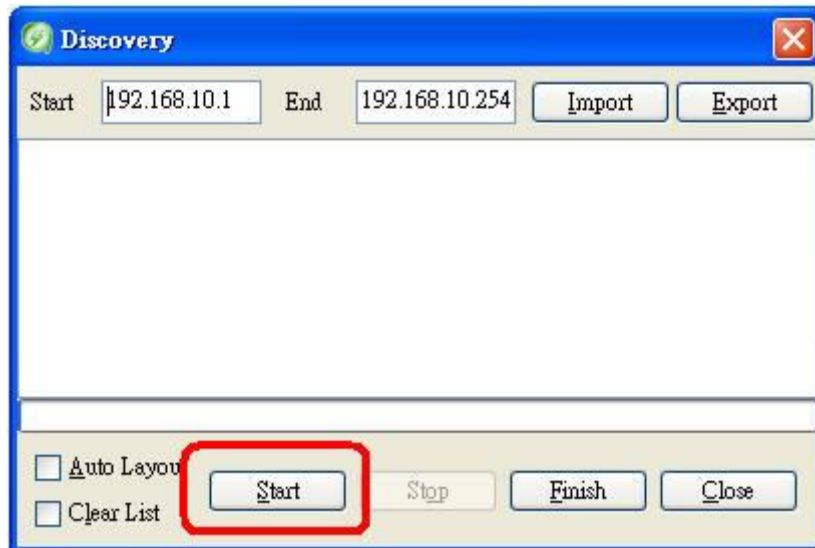 Discovery
Start 192.168.10.1 End 192.168.10.254 Import Export
Auto Layou
Start Stop Finish Close
Clear List